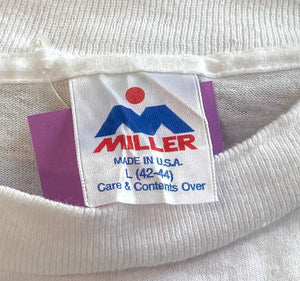 MILLER
MADE IN U.S.A.
L (42-44)
Care & Contents Over